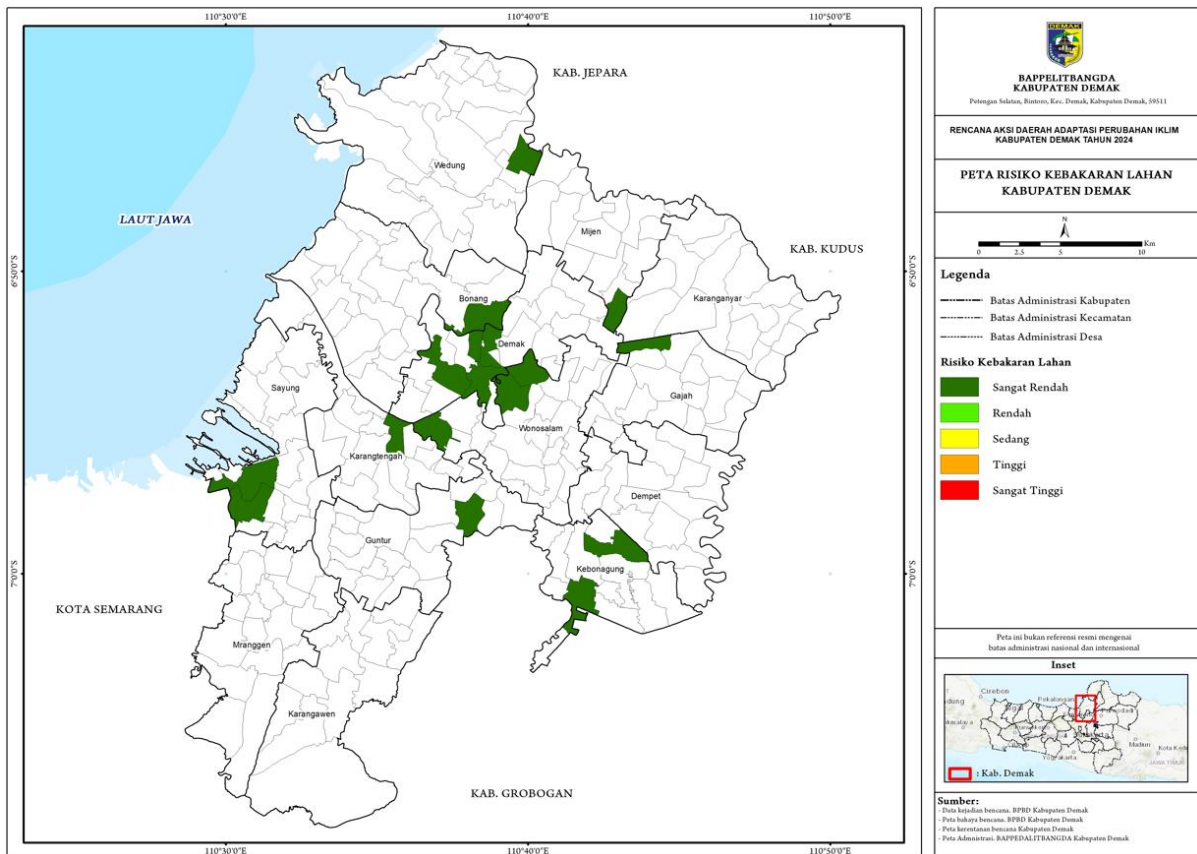 110°30'0"E
110°40'0"E
110°50'0"E
KAB. JEPARA
Wedung
LAUT JAWA
Mijen
KAB. KUDUS
6°50'0"S
6°50'0"S
Bonang
Karanganyar
Demak
Sayung
Gajah
Wonosalam
Karangtengah
Dempet
Guntur
Kebonagung
7°0'0"S
7°0'0"S
KOTA SEMARANG
Mranggen
Karangawen
KAB. GROBOGAN
110°30'0"E
110°40'0"E
110°50'0"E
DEMAK
BAPPELITBANGDA
KABUPATEN DEMAK
Petengan Selatan, Bintoro, Kec. Demak, Kabupaten Demak, 59511
RENCANA AKSI DAERAH ADAPTASI PERUBAHAN IKLIM
KABUPATEN DEMAK TAHUN 2024
PETA RISIKO KEBAKARAN LAHAN
KABUPATEN DEMAK
N
Km
0 2.5 5 10
Legenda
Batas Administrasi Kabupaten
Batas Administrasi Kecamatan
Batas Administrasi Desa
Risiko Kebakaran Lahan
Sangat Rendah
Rendah
Sedang
Tinggi
Sangat Tinggi
Peta ini bukan referensi resmi mengenai
batas administrasi nasional dan internasional
Inset
Cirebon
Pekalongan
Yogyakarta
Madiun
Kota Kediri
JAWA TIMUR
: Kab. Demak
Sumber:
- Data kejadian bencana. BPBD Kabupaten Demak
- Peta bahaya bencana. BPBD Kabupaten Demak
- Peta kerentanan bencana Kabupaten Demak
- Peta Admnistrasi. BAPPEDALITBANGDA Kabupaten Demak